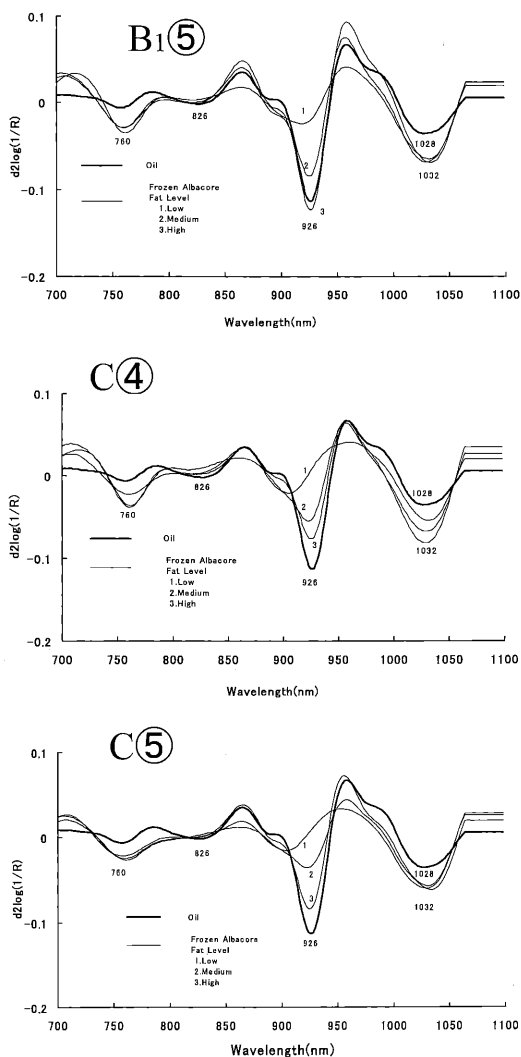 B1⑤
0.1
0
-0.1
-0.2
d2log(1/R)
760
826
1
2
3
926
1028
1032
Oil
Frozen Albacore
Fat Level
1.Low
2.Medium
3.High
700 750 800 850 900 950 1000 1050 1100
Wavelength(nm)
C④
0.1
0
-0.1
-0.2
d2log(1/R)
760
826
1
2
3
926
1028
1032
Oil
Frozen Albacore
Fat Level
1.Low
2.Medium
3.High
700 750 800 850 900 950 1000 1050 1100
Wavelength(nm)
C⑤
0.1
0
-0.1
-0.2
d2log(1/R)
760
826
1
2
3
926
1028
1032
Oil
Frozen Albacore
Fat Level
1.Low
2.Medium
3.High
700 750 800 850 900 950 1000 1050 1100
Wavelength(nm)